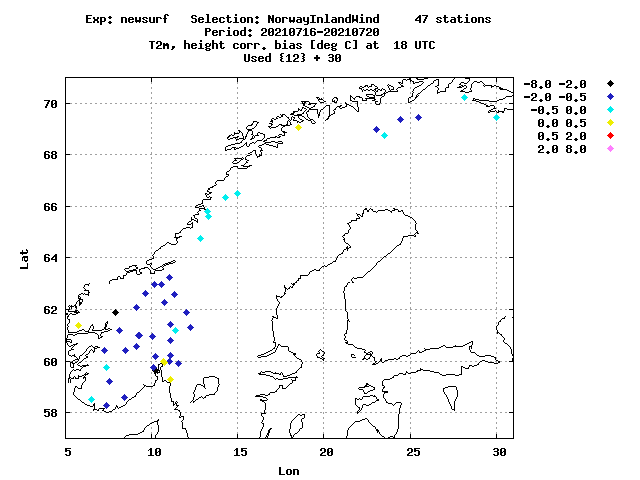 Exp: newsurf Selection: NorwayInlandWind 47 stations
Period: 20210716-20210720
T2m, height corr. bias [deg C] at 18 UTC
Used {12} + 30
-8.0 -2.0
-2.0 -0.5
-0.5 0.0
0.0 0.5
0.5 2.0
2.0 8.0
70
68
66
64
62
60
58
Lat
5 10 15 20 25 30
Lon